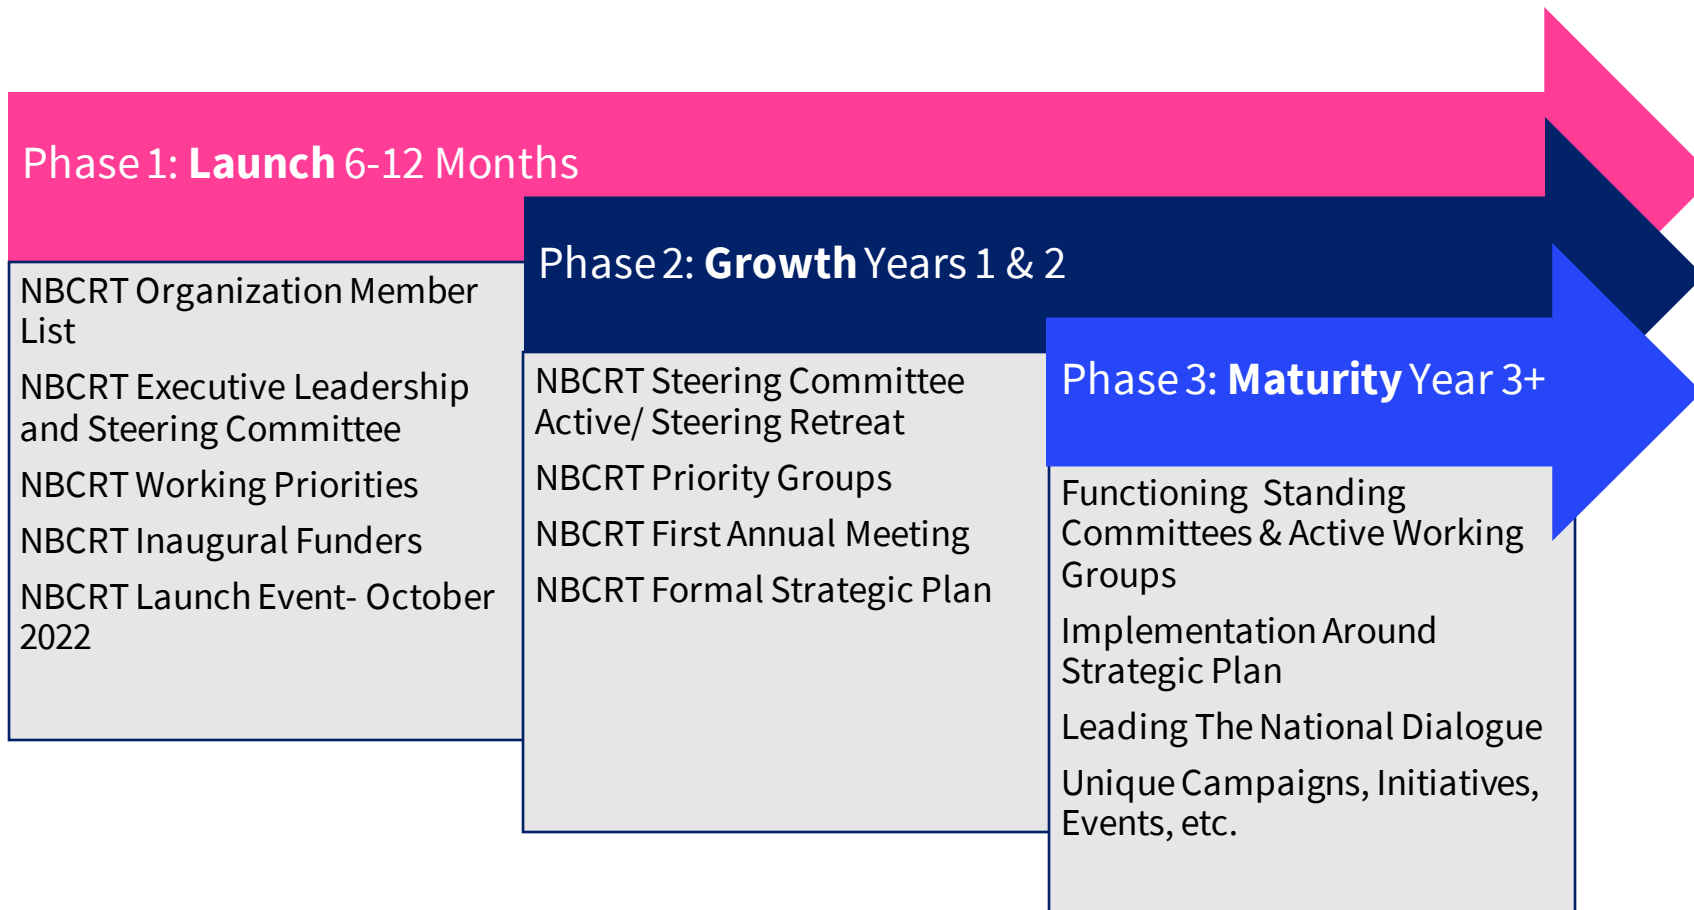 Phase 1: Launch 6-12 Months
NBCRT Organization Member
List
NBCRT Executive Leadership
and Steering Committee
NBCRT Working Priorities
NBCRT Inaugural Funders
NBCRT Launch Event- October
2022
Phase 2: Growth Years 1 & 2
NBCRT Steering Committee
Active/ Steering Retreat
NBCRT Priority Groups
NBCRT First Annual Meeting
NBCRT Formal Strategic Plan
Phase 3: Maturity Year 3+
Functioning Standing
Committees & Active Working
Groups
Implementation Around
Strategic Plan
Leading The National Dialogue
Unique Campaigns, Initiatives,
Events, etc.